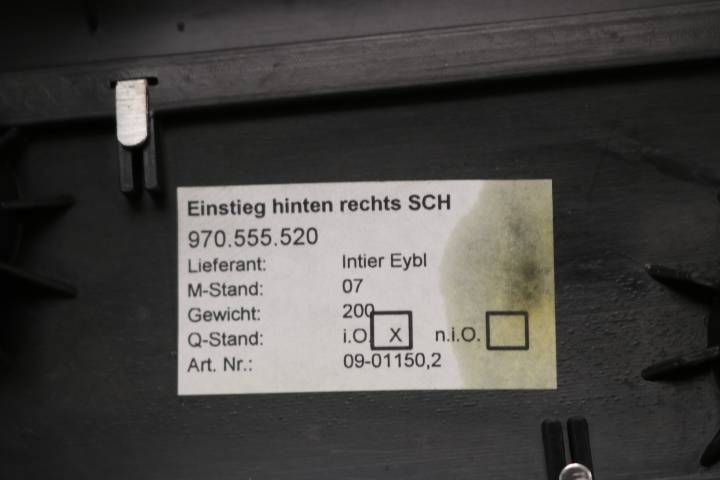 Einstieg hinten rechts SCH
970.555.520
Lieferant: Intier Eybl
M-Stand: 07
Gewicht: 200
Q-Stand: i.O. X n.i.O.
Art. Nr.: 09-01150,2